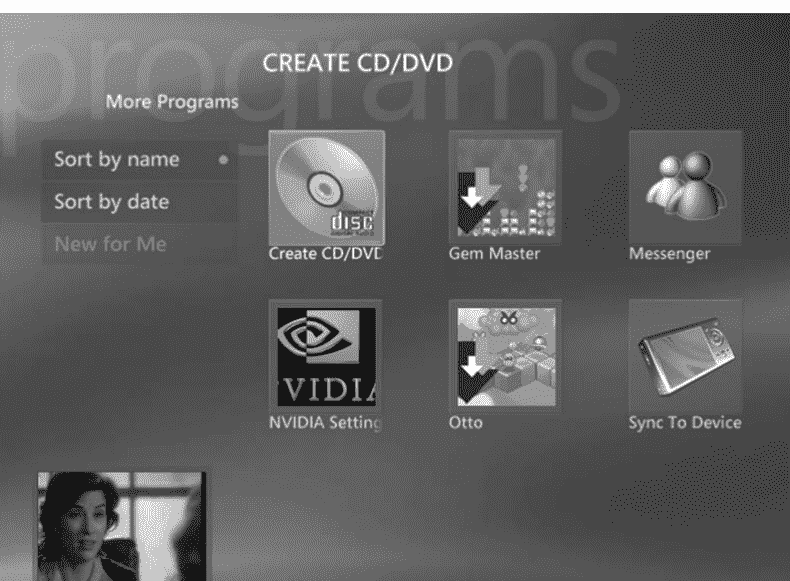 programs
CREATE CD/DVD
More Programs
Sort by name
Sort by date
New for Me
disc
Create CD/DVD
Gem Master
Messenger
VIDIA
NVIDIA Setting
Otto
Sync To Device